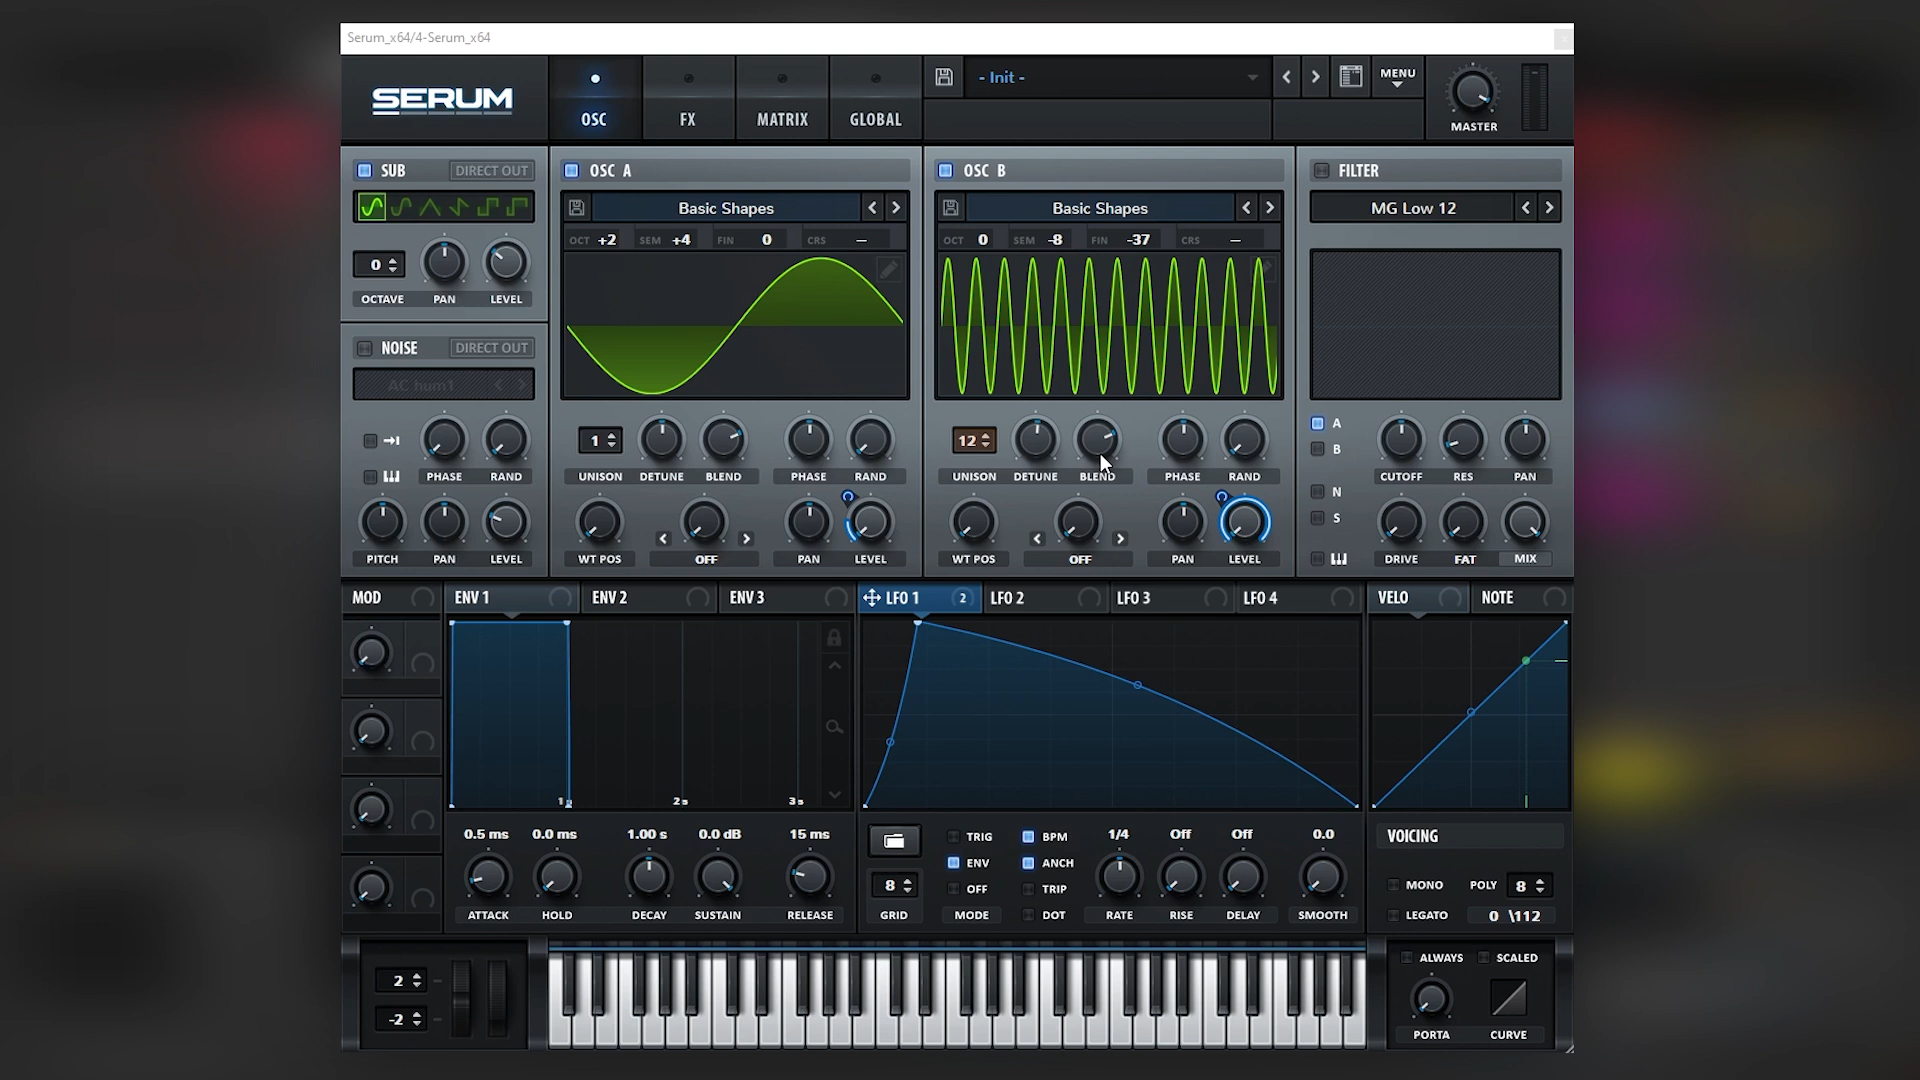 Serum_x64/4-Serum_x64
SERUM
OSC
FX
MATRIX
GLOBAL
- Init -
MENU
MASTER
SUB DIRECT OUT
0
OCTAVE PAN LEVEL
NOISE DIRECT OUT
AC hum1
PHASE RAND
PITCH PAN LEVEL
OSC A
Basic Shapes
OCT +2 SEM +4 FIN 0 CRS –
1
UNISON DETUNE BLEND PHASE RAND
WT POS OFF PAN LEVEL
OSC B
Basic Shapes
OCT 0 SEM -8 FIN -37 CRS –
12
UNISON DETUNE BLEND PHASE RAND
WT POS OFF PAN LEVEL
FILTER
MG Low 12
A
B
N
S
CUTOFF RES PAN
DRIVE FAT MIX
MOD
ENV 1 ENV 2 ENV 3
LFO 1 2 LFO 2 LFO 3 LFO 4
VELO NOTE
2s 3s
0.5 ms 0.0 ms 1.00 s 0.0 dB 15 ms
ATTACK HOLD DECAY SUSTAIN RELEASE
8
GRID
TRIG
ENV
OFF
MODE
BPM
ANCH
TRIP
DOT
1/4 Off Off 0.0
RATE RISE DELAY SMOOTH
VOICING
MONO POLY 8
LEGATO 0 \112
2
-2
ALWAYS SCALED
PORTA CURVE